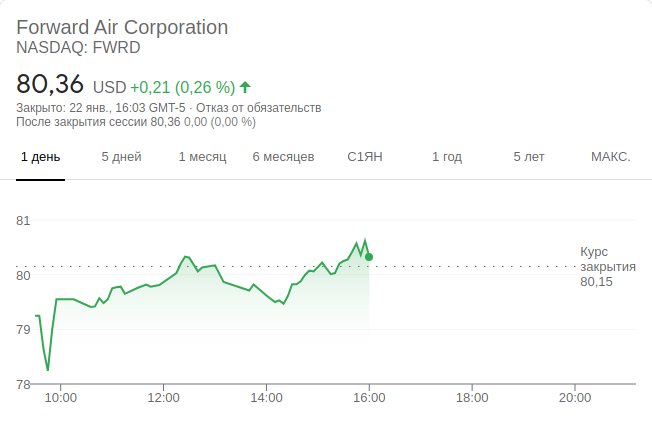 Forward Air Corporation
NASDAQ: FWRD
80,36 USD +0,21 (0,26 %)
Закрыто: 22 янв., 16:03 GMT-5 · Отказ от обязательств
После закрытия сессии 80,36 0,00 (0,00 %)
1 день 5 дней 1 месяц 6 месяцев С1ЯН 1 год 5 лет МАКС.
81
80
79
78
Курс
закрытия
80,15
10:00 12:00 14:00 16:00 18:00 20:00